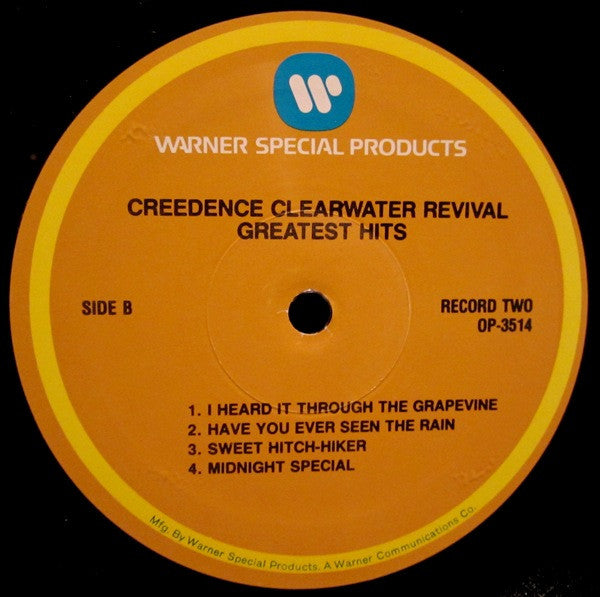 WARNER SPECIAL PRODUCTS
CREEDENCE CLEARWATER REVIVAL
GREATEST HITS
SIDE B
RECORD TWO
OP-3514
1. I HEARD IT THROUGH THE GRAPEVINE
2. HAVE YOU EVER SEEN THE RAIN
3. SWEET HITCH-HIKER
4. MIDNIGHT SPECIAL
Mfg. By Warner Special Products. A Warner Communications Co.